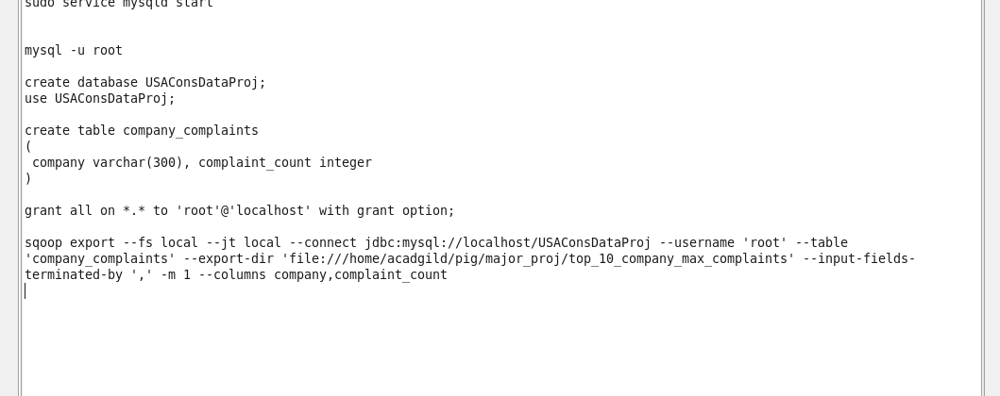 sudo service mysqld start
mysql -u root
create database USAConsDataProj;
use USAConsDataProj;
create table company_complaints
(
company varchar(300), complaint_count integer
)
grant all on *.* to 'root'@'localhost' with grant option;
sqoop export --fs local --jt local --connect jdbc:mysql://localhost/USAConsDataProj --username 'root' --table
'company_complaints' --export-dir 'file:///home/acadgild/pig/major_proj/top_10_company_max_complaints' --input-fields-
terminated-by ',' -m 1 --columns company,complaint_count